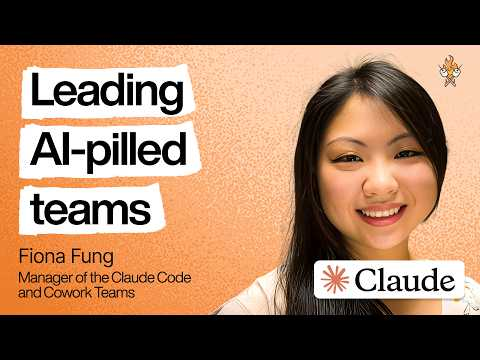 Leading
AI-pilled
teams
Fiona Fung
Manager of the Claude Code
and Cowork Teams
Claude